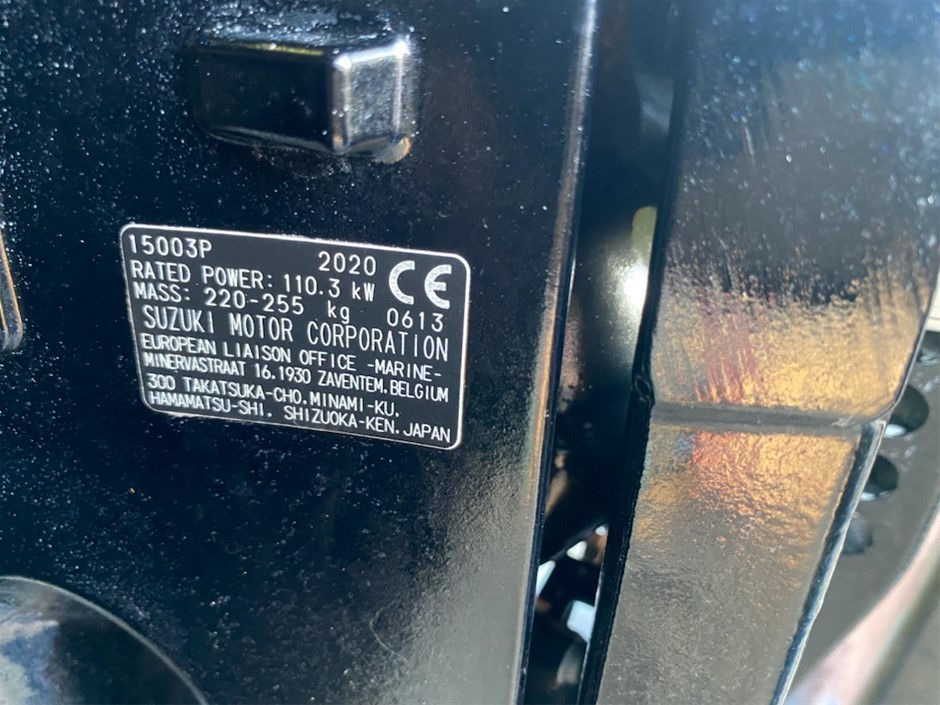 15003P 2020 CE
RATED POWER: 110.3 kW
MASS: 220-255 kg 0613
SUZUKI MOTOR CORPORATION
EUROPEAN LIAISON OFFICE -MARINE-
MINERVASTRAAT 16.1930 ZAVENTEM.BELGIUM
300 TAKATSUKA-CHO.MINAMI-KU.
HAMAMATSU-SHI. SHIZUOKA-KEN.JAPAN